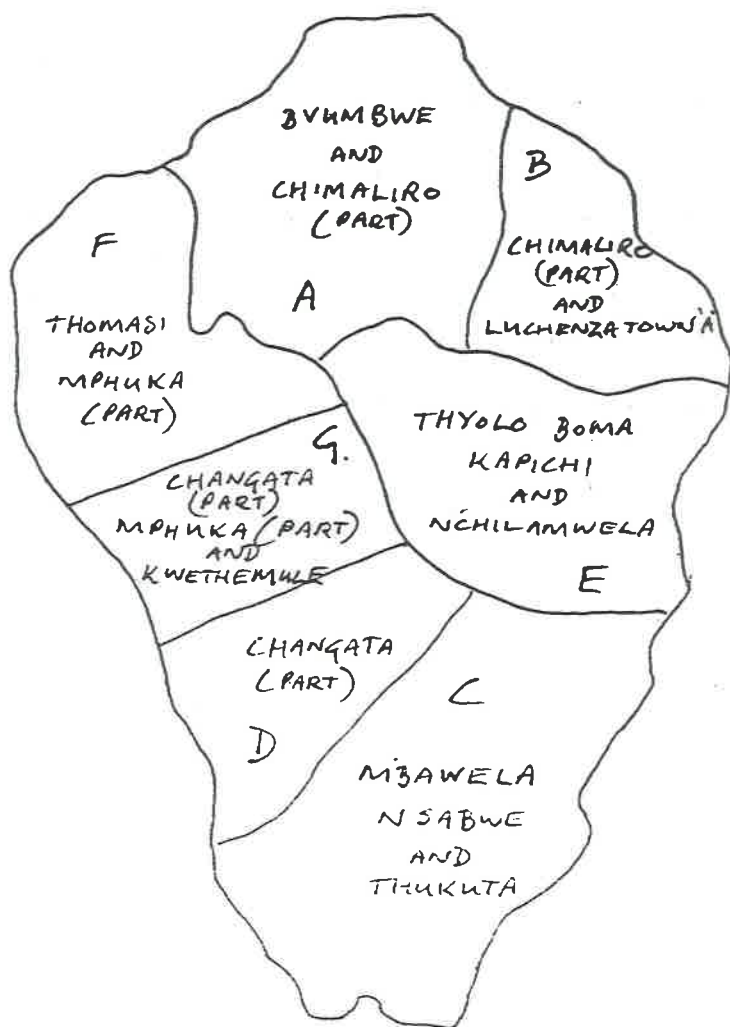 BVUMBWE
AND
CHIMALIRO
(PART)
A
B
CHIMALIRO
(PART)
AND
LUCHENZA TOWN 'A'
F
THOMASI
AND
MPHUKA
(PART)
G.
CHANGATA
(PART)
MPHUKA (PART)
AND
KWETHEMULE
THYOLO BOMA
KAPICHI
AND
NCHILAMWELA
E
CHANGATA
(PART)
D
C
MBAWELA
NSABWE
AND
THUKUTA